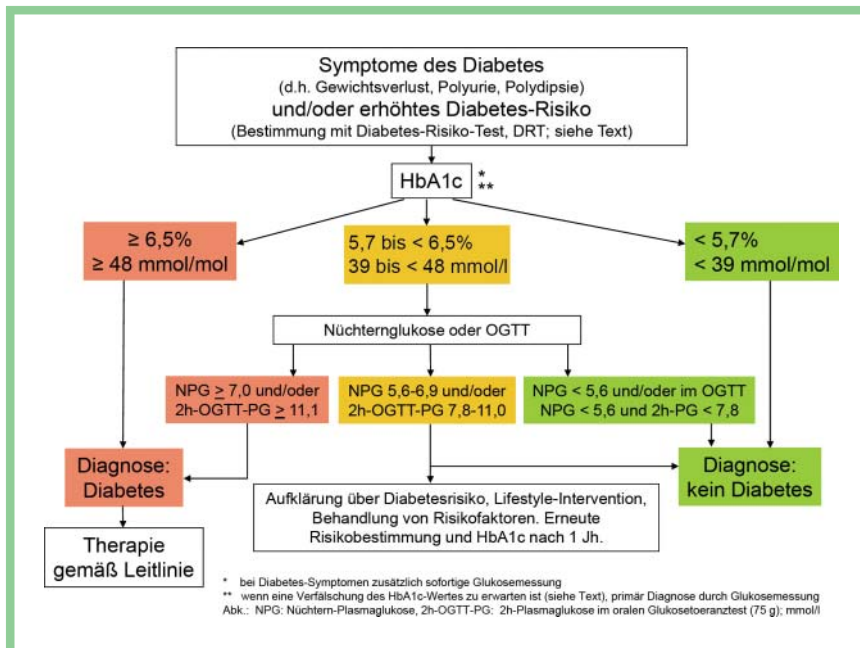 Symptome des Diabetes
(d.h. Gewichtsverlust, Polyurie, Polydipsie)
und/oder erhöhtes Diabetes-Risiko
(Bestimmung mit Diabetes-Risiko-Test, DRT; siehe Text)
HbA1c *
**
≥ 6,5%
≥ 48 mmol/mol
5,7 bis < 6,5%
39 bis < 48 mmol/l
< 5,7%
< 39 mmol/mol
Nüchternglukose oder OGTT
NPG ≥ 7,0 und/oder
2h-OGTT-PG ≥ 11,1
NPG 5,6-6,9 und/oder
2h-OGTT-PG 7,8-11,0
NPG < 5,6 und/oder im OGTT
NPG < 5,6 und 2h-PG < 7,8
Diagnose:
Diabetes
Aufklärung über Diabetesrisiko, Lifestyle-Intervention,
Behandlung von Risikofaktoren. Erneute
Risikobestimmung und HbA1c nach 1 Jh.
Diagnose:
kein Diabetes
Therapie
gemäß Leitlinie
* bei Diabetes-Symptomen zusätzlich sofortige Glukosemessung
** wenn eine Verfälschung des HbA1c-Wertes zu erwarten ist (siehe Text), primär Diagnose durch Glukosemessung
Abk.: NPG: Nüchtern-Plasmaglukose, 2h-OGTT-PG: 2h-Plasmaglukose im oralen Glukosetoeranztest (75 g); mmol/l